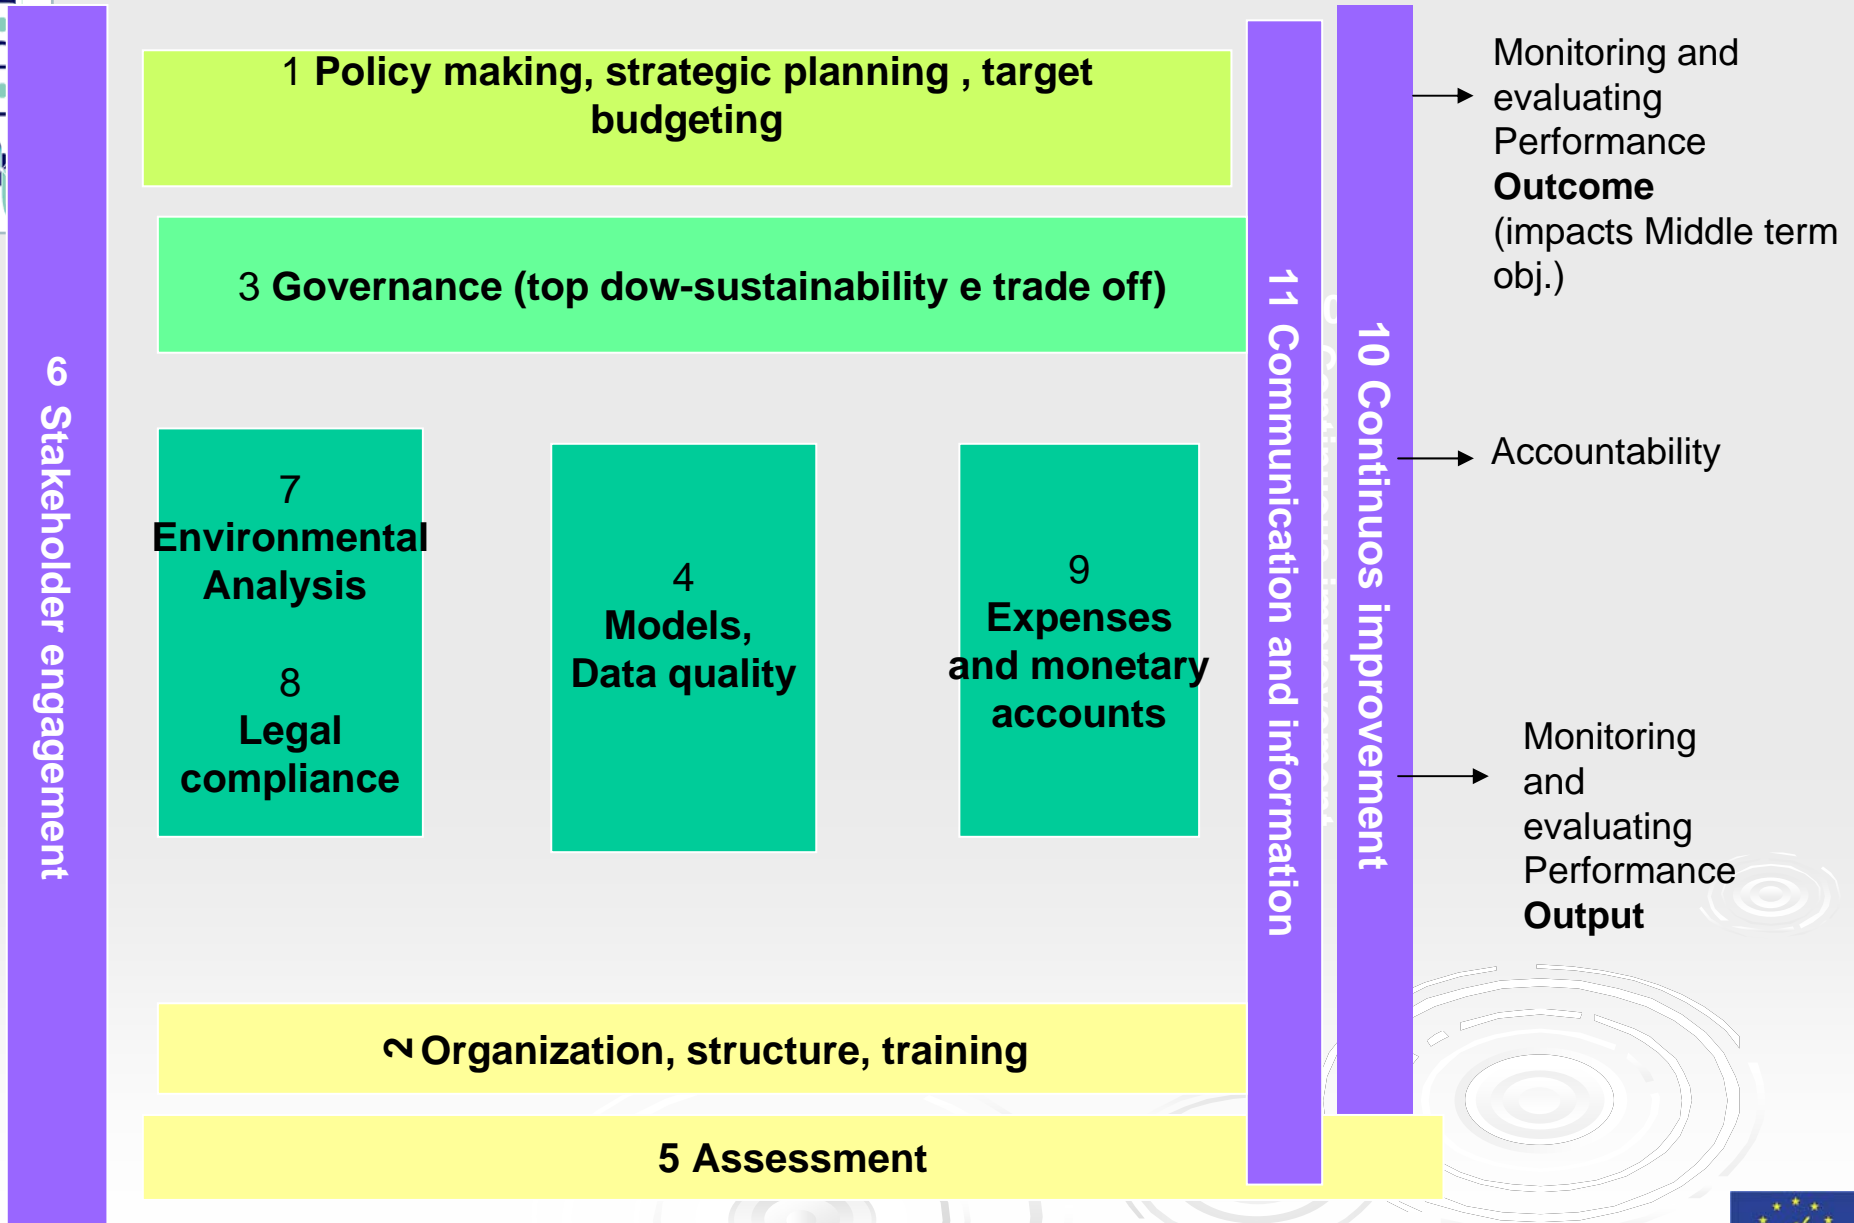 1 Policy making, strategic planning , target
budgeting
3 Governance (top dow-sustainability e trade off)
6 Stakeholder engagement
7
Environmental
Analysis
8
Legal
compliance
4
Models,
Data quality
9
Expenses
and monetary
accounts
11 Communication and information
10 Continuos improvement
Monitoring and
evaluating
Performance
Outcome
(impacts Middle term
obj.)
Accountability
Monitoring
and
evaluating
Performance
Output
2 Organization, structure, training
5 Assessment